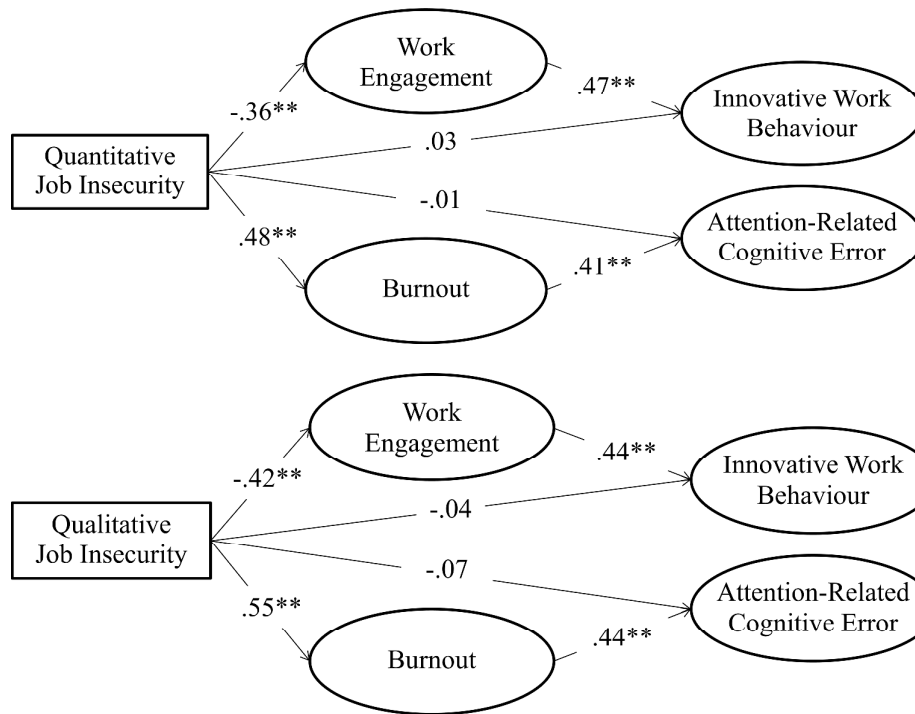 Work
Engagement
-.36**
.47**
Innovative Work
Behaviour
.03
Quantitative
Job Insecurity
-.01
Attention-Related
Cognitive Error
.48**
.41**
Burnout
Work
Engagement
-.42**
.44**
Innovative Work
Behaviour
-.04
Qualitative
Job Insecurity
-.07
Attention-Related
Cognitive Error
.55**
.44**
Burnout